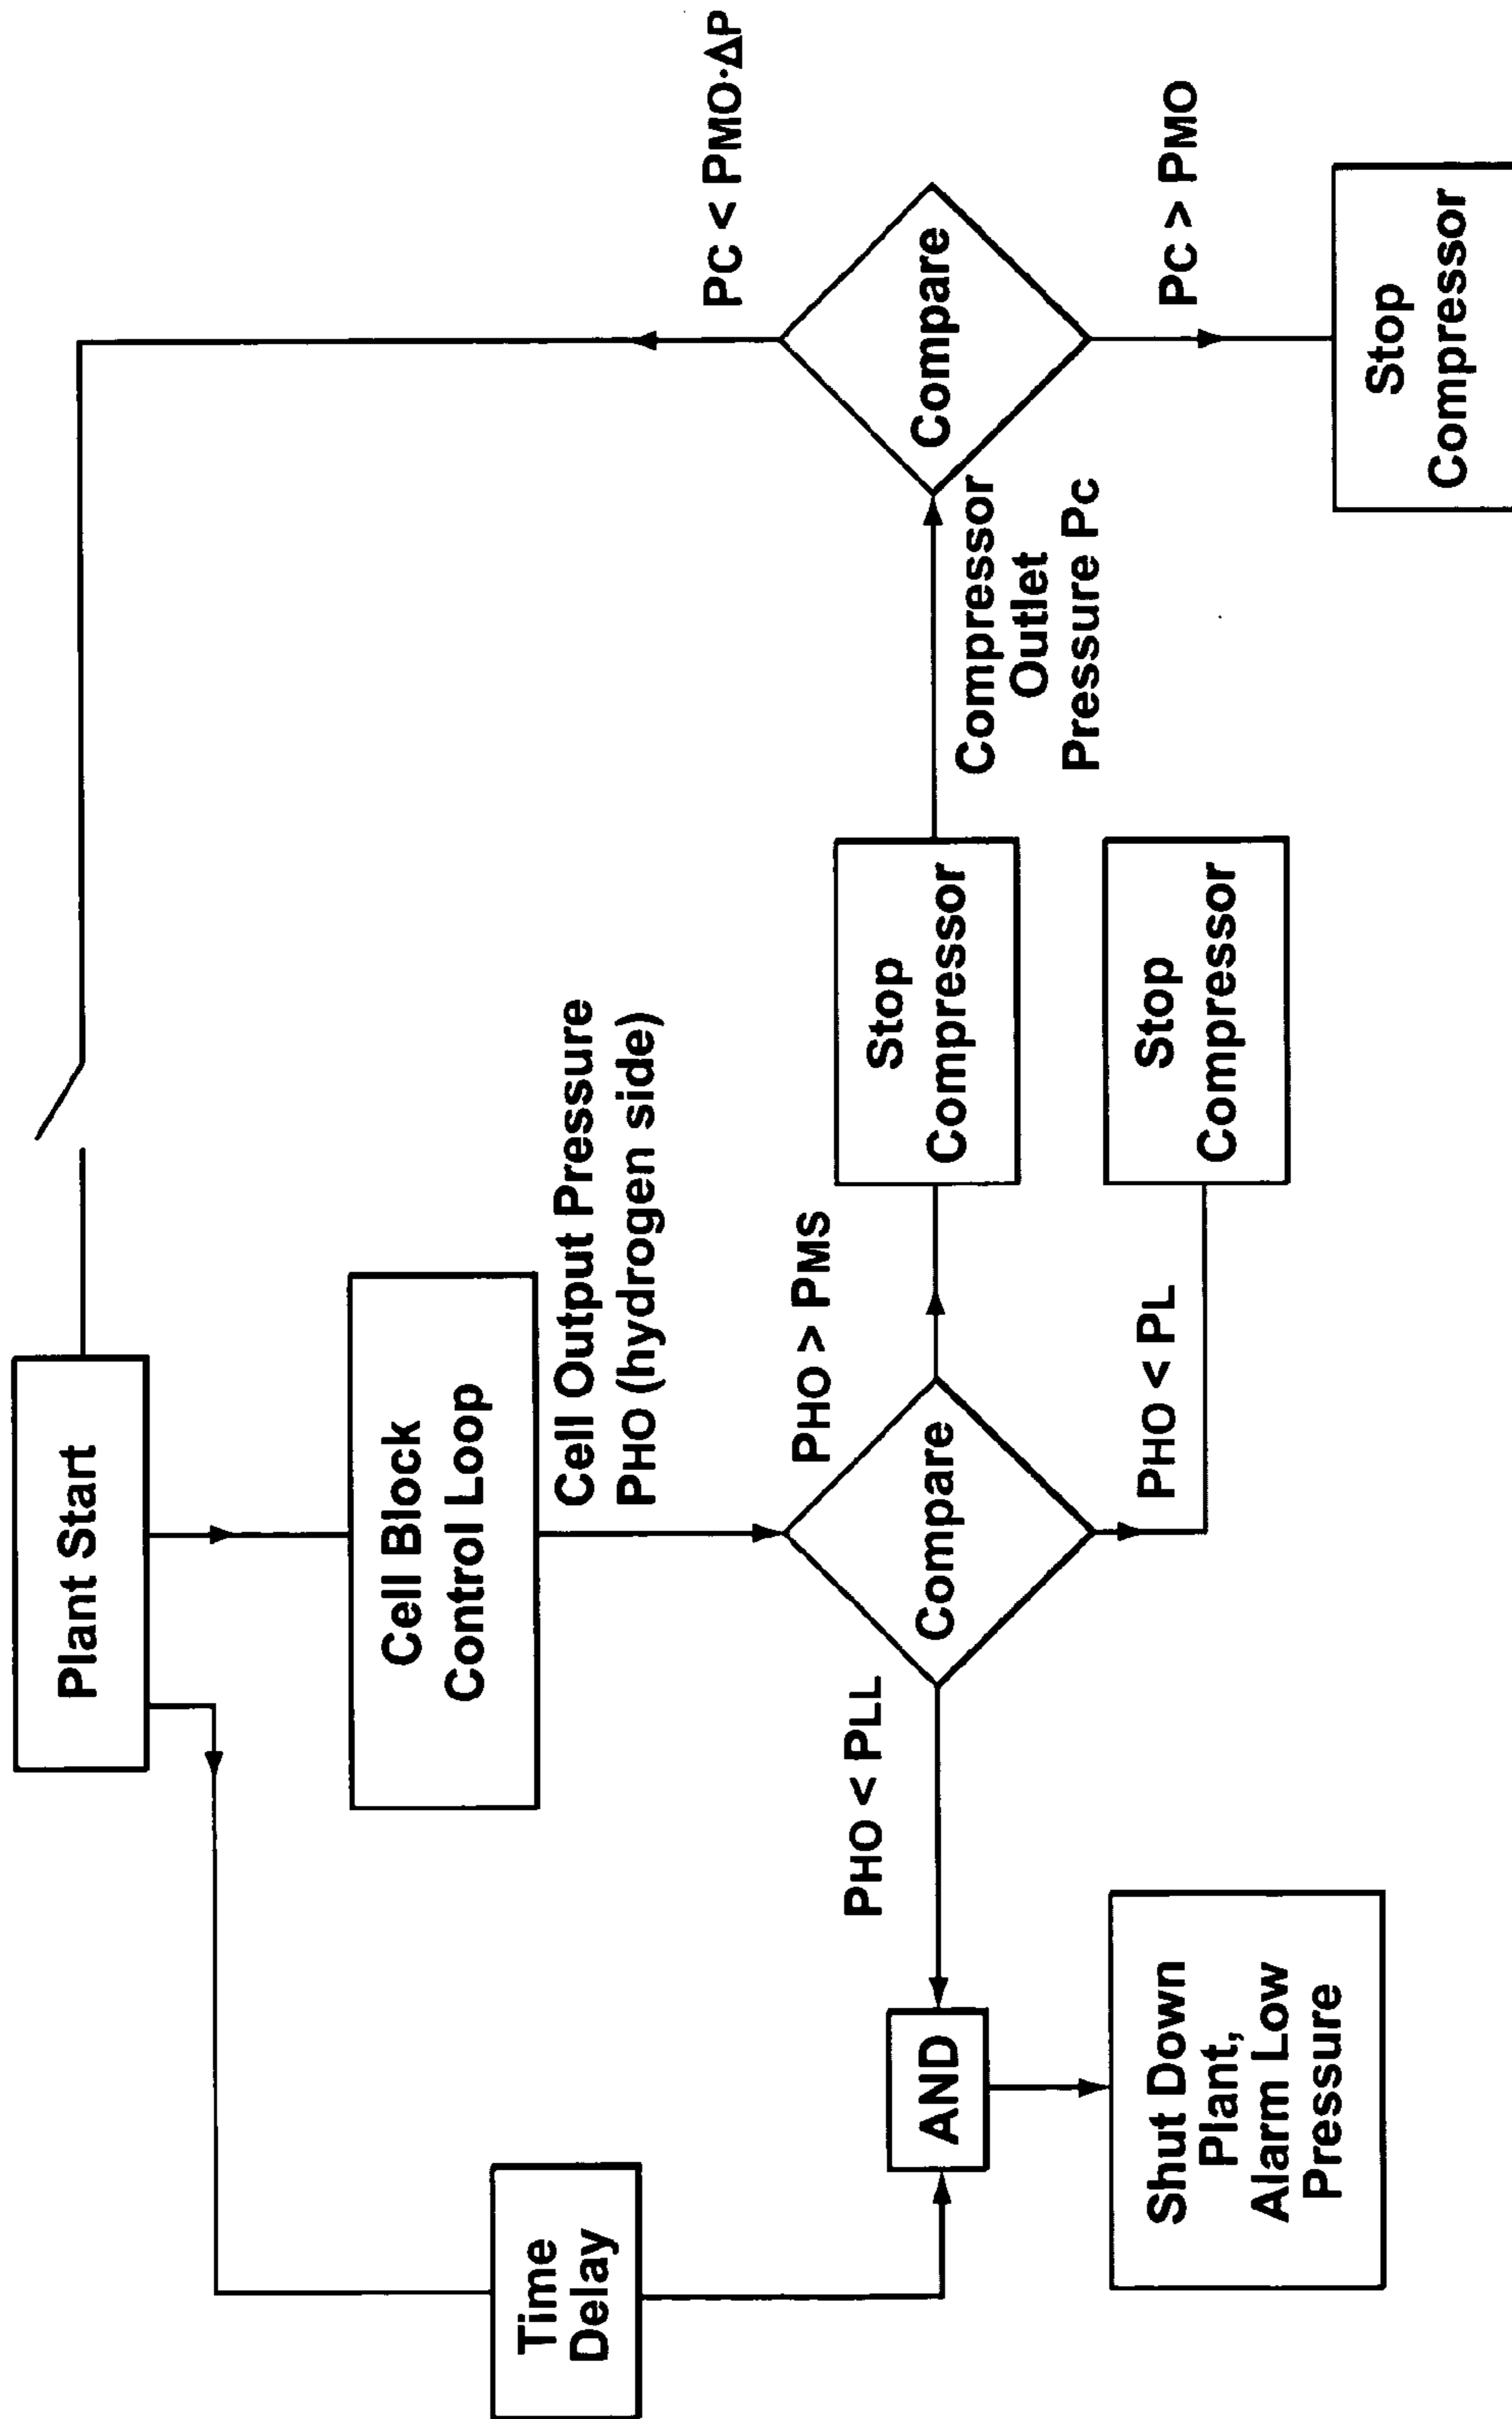 Plant Start
Cell Block
Control Loop
Cell Output Pressure
PHO (hydrogen side)
Time
Delay
PHO < PLL
Compare
PHO > PMS
PHO < PL
AND
Shut Down
Plant,
Alarm Low
Pressure
Stop
Compressor
Stop
Compressor
Compressor
Outlet
Pressure Pc
Compare
PC < PMO·ΔP
PC > PMO
Stop
Compressor